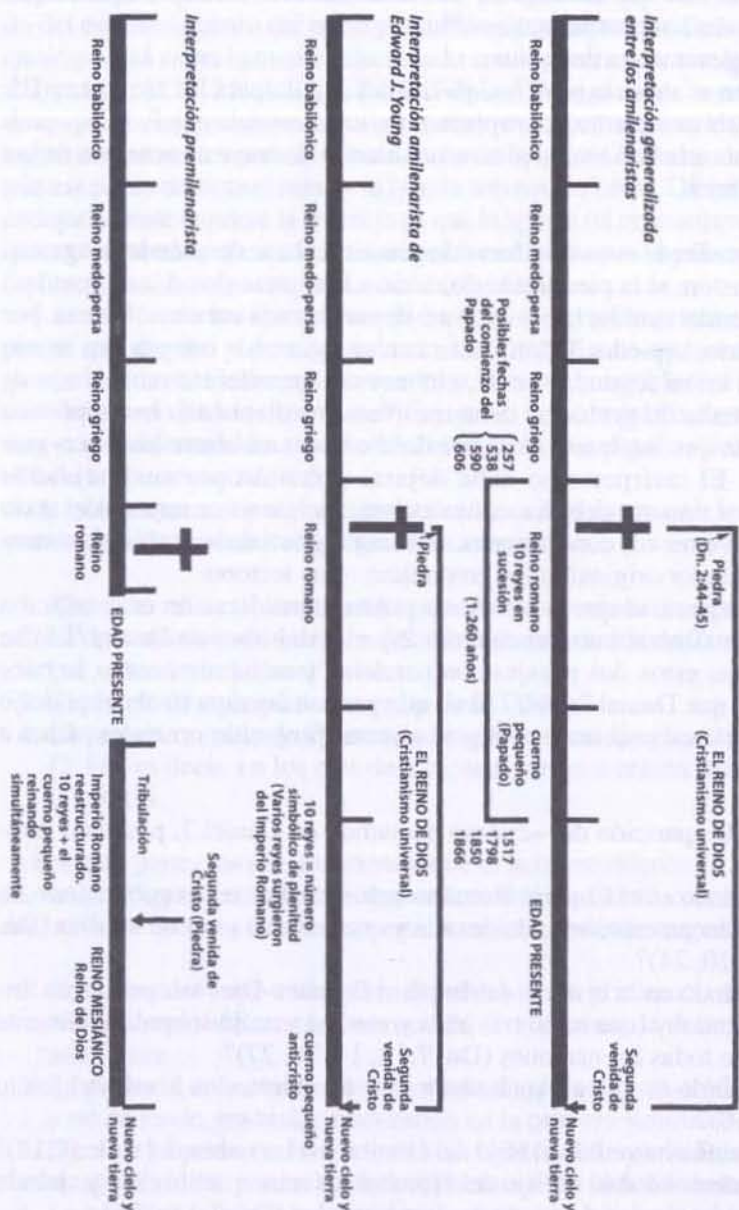 Interpretación generalizada
entre los amilenialistas
Piedra
(Dn. 2:44-45)
EL REINO DE DIOS
(Cristianismo universal)
Segunda
venida de
Cristo
Reino babilónico
Reino medo-persa
Reino griego
Reino romano
10 reyes en
sucesión
(1.260 años)
cuerno
pequeño
(Papado)
EDAD PRESENTE
Nuevo cielo y
nueva tierra
Posibles fechas
del comienzo del
Papado
257
538
590
606
1517
1798
1850
1866
Interpretación amilenarista de
Edward J. Young
Piedra
EL REINO DE DIOS
(Cristianismo universal)
Segunda
venida de
Cristo
Reino babilónico
Reino medo-persa
Reino griego
Reino romano
10 reyes = número
simbólico de plenitud
(Varios reyes surgieron
del Imperio Romano)
cuerno pequeño
anticristo
Nuevo cielo y
nueva tierra
Interpretación premilenarista
Segunda venida de
Cristo (Piedra)
Reino babilónico
Reino medo-persa
Reino griego
Reino
romano
EDAD PRESENTE
Tribulación
Imperio Romano
reestructurado.
10 reyes + el
cuerno pequeño
reinando
simultáneamente
REINO MESIÁNICO
Reino de Dios
Nuevo cielo y
nueva tierra